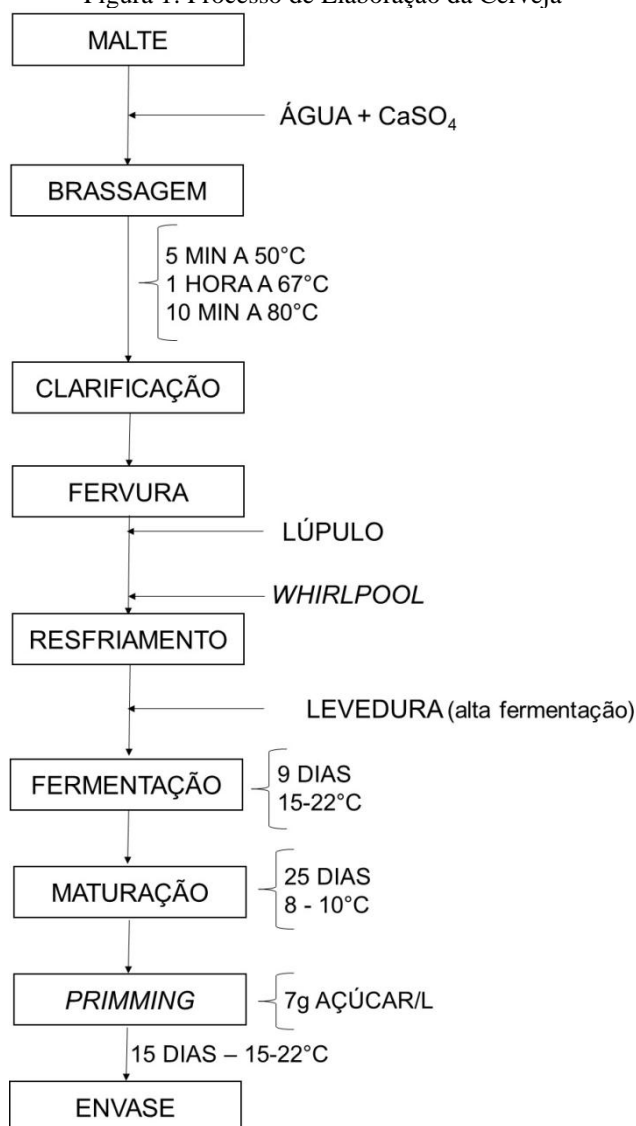 Figura 1: Processo de Elaboração da Cerveja
MALTE
ÁGUA + CaSO₄
BRASSAGEM
5 MIN A 50°C
1 HORA A 67°C
10 MIN A 80°C
CLARIFICAÇÃO
FERVURA
LÚPULO
WHIRLPOOL
RESFRIAMENTO
LEVEDURA (alta fermentação)
FERMENTAÇÃO
9 DIAS
15-22°C
MATURAÇÃO
25 DIAS
8 - 10°C
PRIMMING
7g AÇÚCAR/L
15 DIAS – 15-22°C
ENVASE